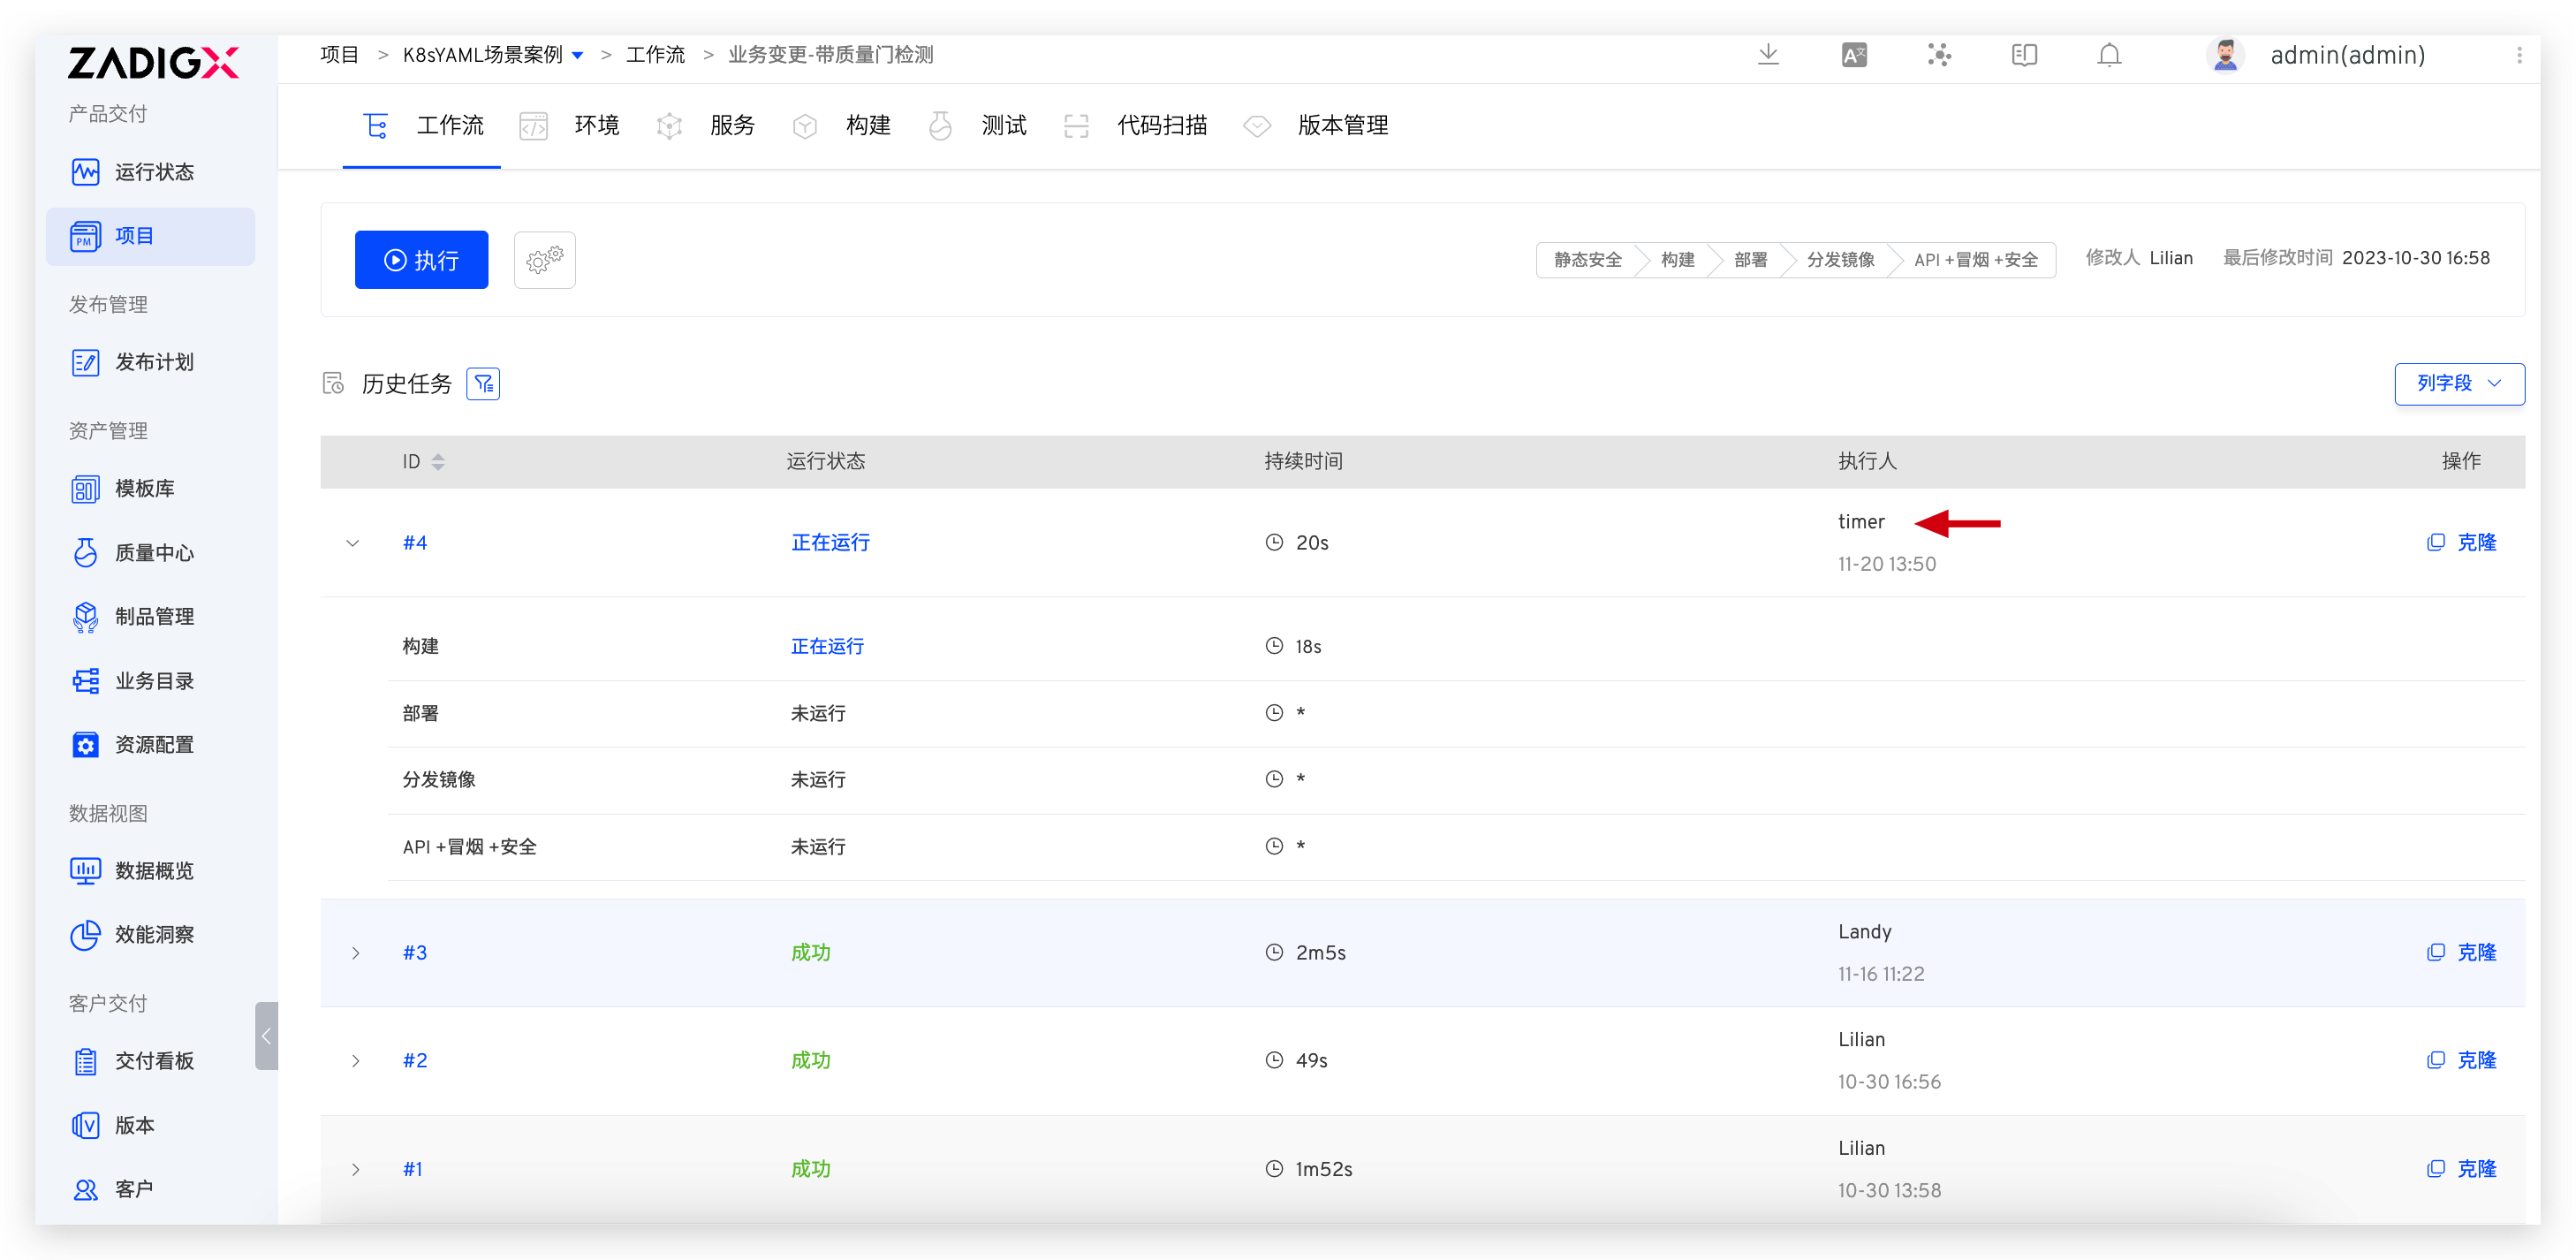 ZADIGX
产品交付
运行状态
项目
发布管理
发布计划
资产管理
模板库
质量中心
制品管理
业务目录
资源配置
数据视图
数据概览
效能洞察
客户交付
交付看板
版本
客户
项目 > K8sYAML场景案例 > 工作流 > 业务变更-带质量门检测
admin(admin)
工作流 环境 服务 构建 测试 代码扫描 版本管理
执行
静态安全 构建 部署 分发镜像 API +冒烟 +安全 修改人 Lilian 最后修改时间 2023-10-30 16:58
历史任务
列字段
ID 运行状态 持续时间 执行人 操作
#4 正在运行 20s timer 克隆
11-20 13:50
构建 正在运行 18s
部署 未运行 *
分发镜像 未运行 *
API +冒烟 +安全 未运行 *
#3 成功 2m5s Landy 克隆
11-16 11:22
#2 成功 49s Lilian 克隆
10-30 16:56
#1 成功 1m52s Lilian 克隆
10-30 13:58